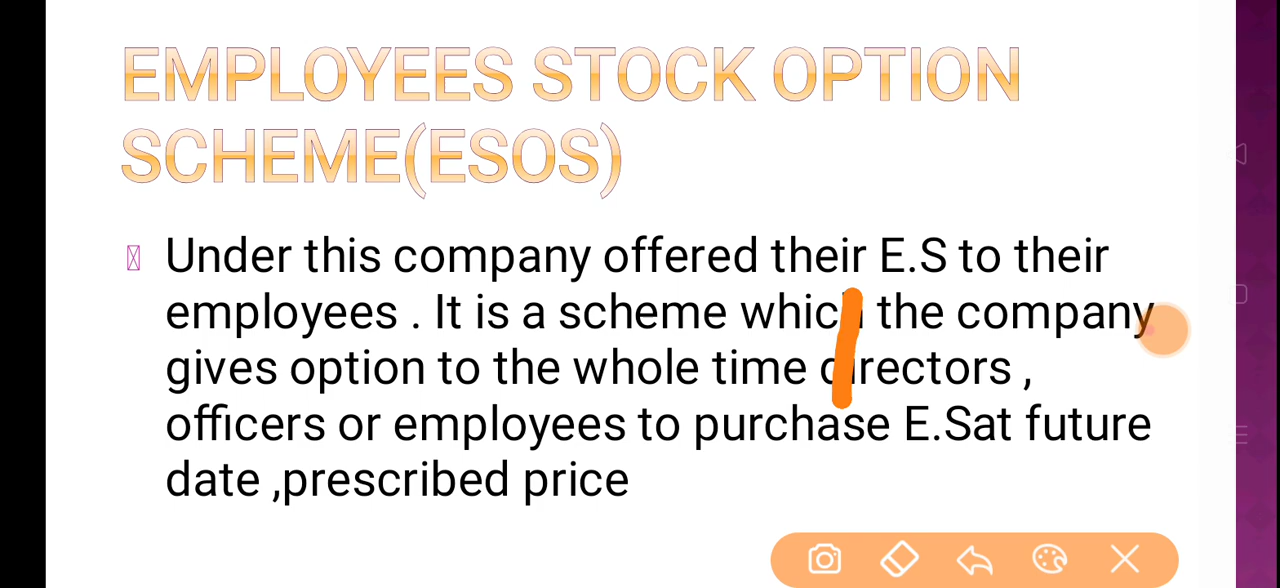 EMPLOYEES STOCK OPTION
SCHEME(ESOS)
Under this company offered their E.S to their
employees . It is a scheme which the company
gives option to the whole time directors ,
officers or employees to purchase E.Sat future
date ,prescribed price